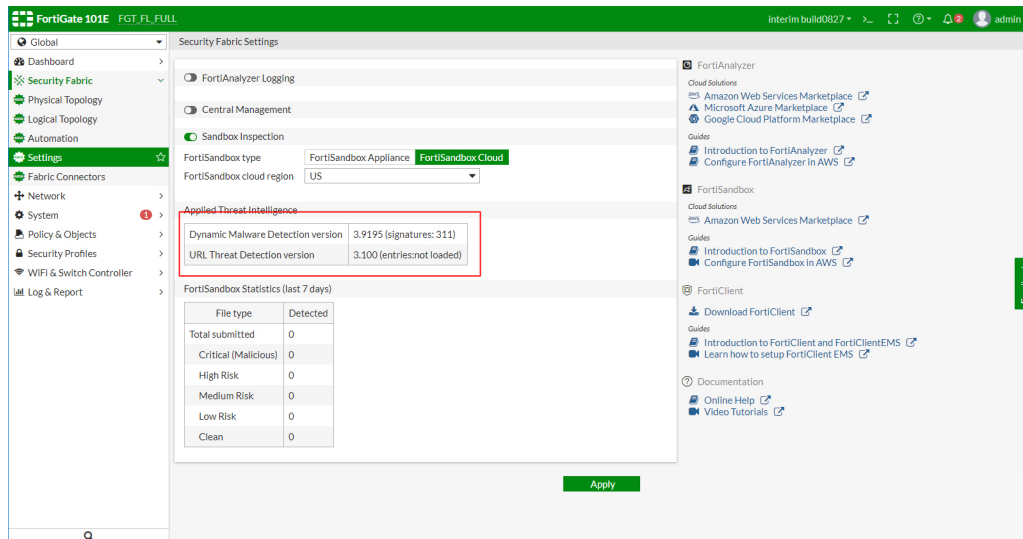 FortiGate 101E FGT_FL_FULL
interim build0827 >_ 2 admin
Global
Dashboard
Security Fabric
NEW Physical Topology
NEW Logical Topology
NEW Automation
NEW Settings
NEW Fabric Connectors
Network
System 1
Policy & Objects
Security Profiles
WiFi & Switch Controller
Log & Report
Security Fabric Settings
FortiAnalyzer Logging
Central Management
Sandbox Inspection
FortiSandbox type FortiSandbox Appliance FortiSandbox Cloud
FortiSandbox cloud region US
Applied Threat Intelligence
Dynamic Malware Detection version 3.9195 (signatures: 311)
URL Threat Detection version 3.100 (entries:not loaded)
FortiSandbox Statistics (last 7 days)
File type Detected
Total submitted 0
Critical (Malicious) 0
High Risk 0
Medium Risk 0
Low Risk 0
Clean 0
Apply
FortiAnalyzer
Cloud Solutions
aws Amazon Web Services Marketplace
Microsoft Azure Marketplace
Google Cloud Platform Marketplace
Guides
Introduction to FortiAnalyzer
Configure FortiAnalyzer in AWS
FortiSandbox
Cloud Solutions
aws Amazon Web Services Marketplace
Guides
Introduction to FortiSandbox
Configure FortiSandbox in AWS
FortiClient
Download FortiClient
Guides
Introduction to FortiClient and FortiClientEMS
Learn how to setup FortiClient EMS
Documentation
Online Help
Video Tutorials